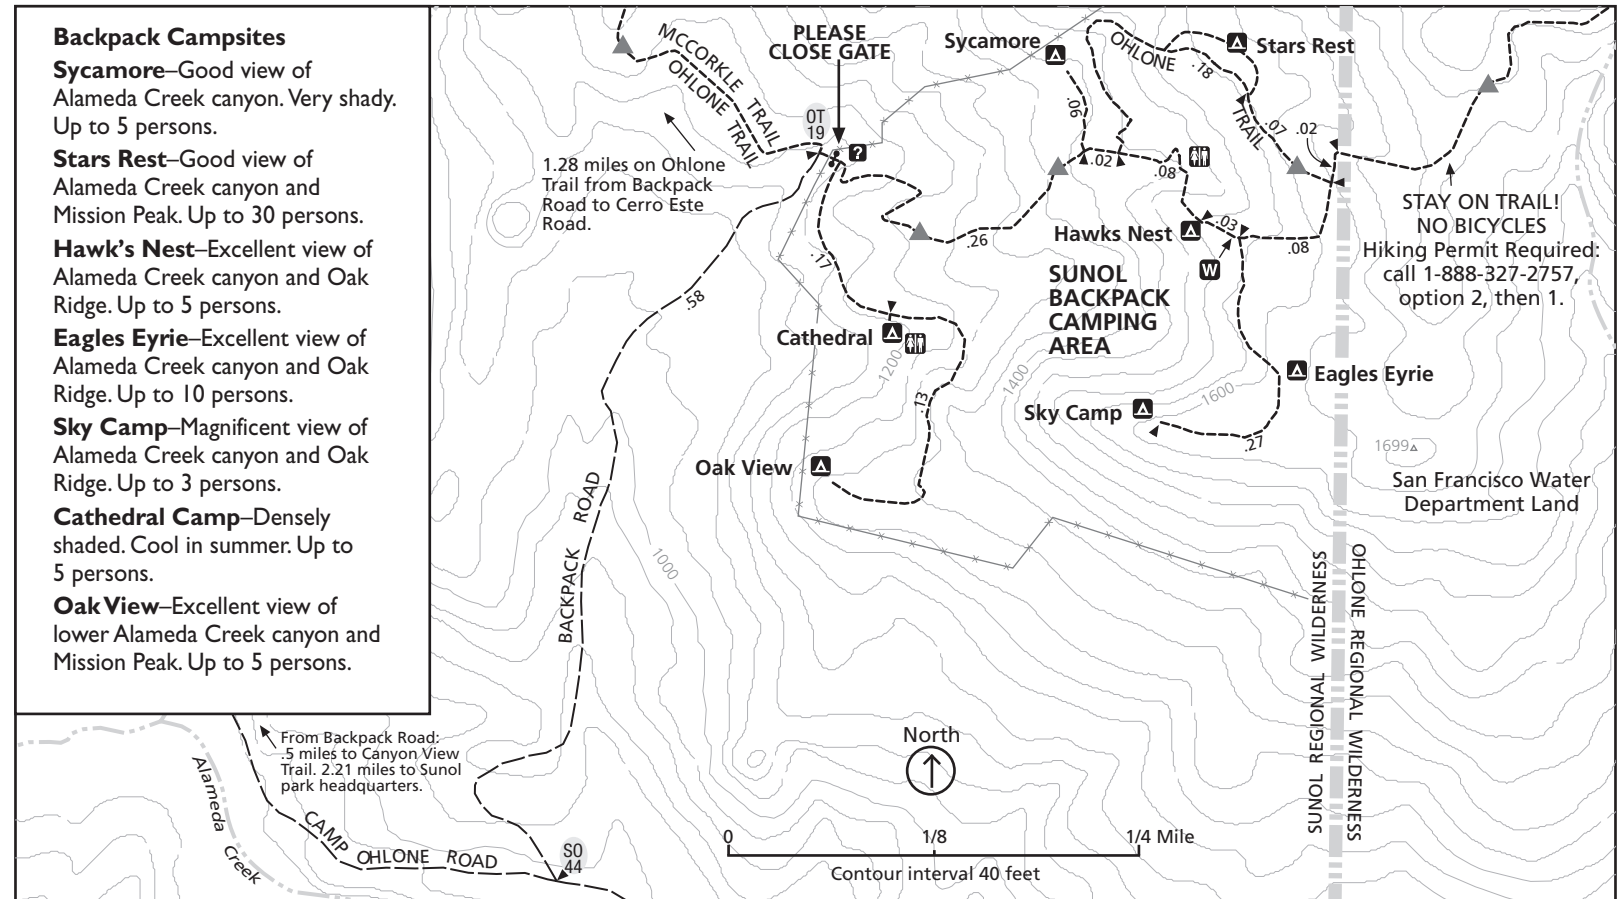 Backpack Campsites
Sycamore–Good view of
Alameda Creek canyon. Very shady.
Up to 5 persons.
Stars Rest–Good view of
Alameda Creek canyon and
Mission Peak. Up to 30 persons.
Hawk's Nest–Excellent view of
Alameda Creek canyon and Oak
Ridge. Up to 5 persons.
Eagles Eyrie–Excellent view of
Alameda Creek canyon and Oak
Ridge. Up to 10 persons.
Sky Camp–Magnificent view of
Alameda Creek canyon and Oak
Ridge. Up to 3 persons.
Cathedral Camp–Densely
shaded. Cool in summer. Up to
5 persons.
Oak View–Excellent view of
lower Alameda Creek canyon and
Mission Peak. Up to 5 persons.
MCCORKLE TRAIL
OHLONE TRAIL
PLEASE
CLOSE GATE
OT
19
?
1.28 miles on Ohlone
Trail from Backpack
Road to Cerro Este
Road.
Sycamore
.06
OHLONE
TRAIL
.18
Stars Rest
.07
.02
.02
.08
.26
Hawks Nest
.03
W
.08
STAY ON TRAIL!
NO BICYCLES
Hiking Permit Required:
call 1-888-327-2757,
option 2, then 1.
SUNOL
BACKPACK
CAMPING
AREA
.17
.58
Cathedral
1200
.13
1400
1600
Eagles Eyrie
Sky Camp
.27
1699
Oak View
San Francisco Water
Department Land
BACKPACK ROAD
1000
SUNOL REGIONAL WILDERNESS
OHLONE REGIONAL WILDERNESS
From Backpack Road:
.5 miles to Canyon View
Trail. 2.21 miles to Sunol
park headquarters.
Alameda Creek
CAMP OHLONE ROAD
SO
44
North
0 1/8 1/4 Mile
Contour interval 40 feet